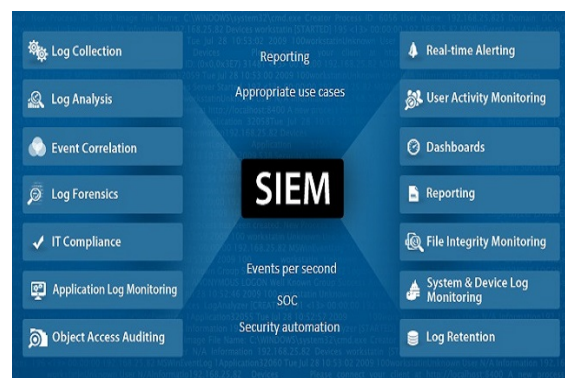 Log Collection
Log Analysis
Event Correlation
Log Forensics
IT Compliance
Application Log Monitoring
Object Access Auditing
Reporting
Appropriate use cases
SIEM
Events per second
SOC
Security automation
Real-time Alerting
User Activity Monitoring
Dashboards
Reporting
File Integrity Monitoring
System & Device Log
Monitoring
Log Retention